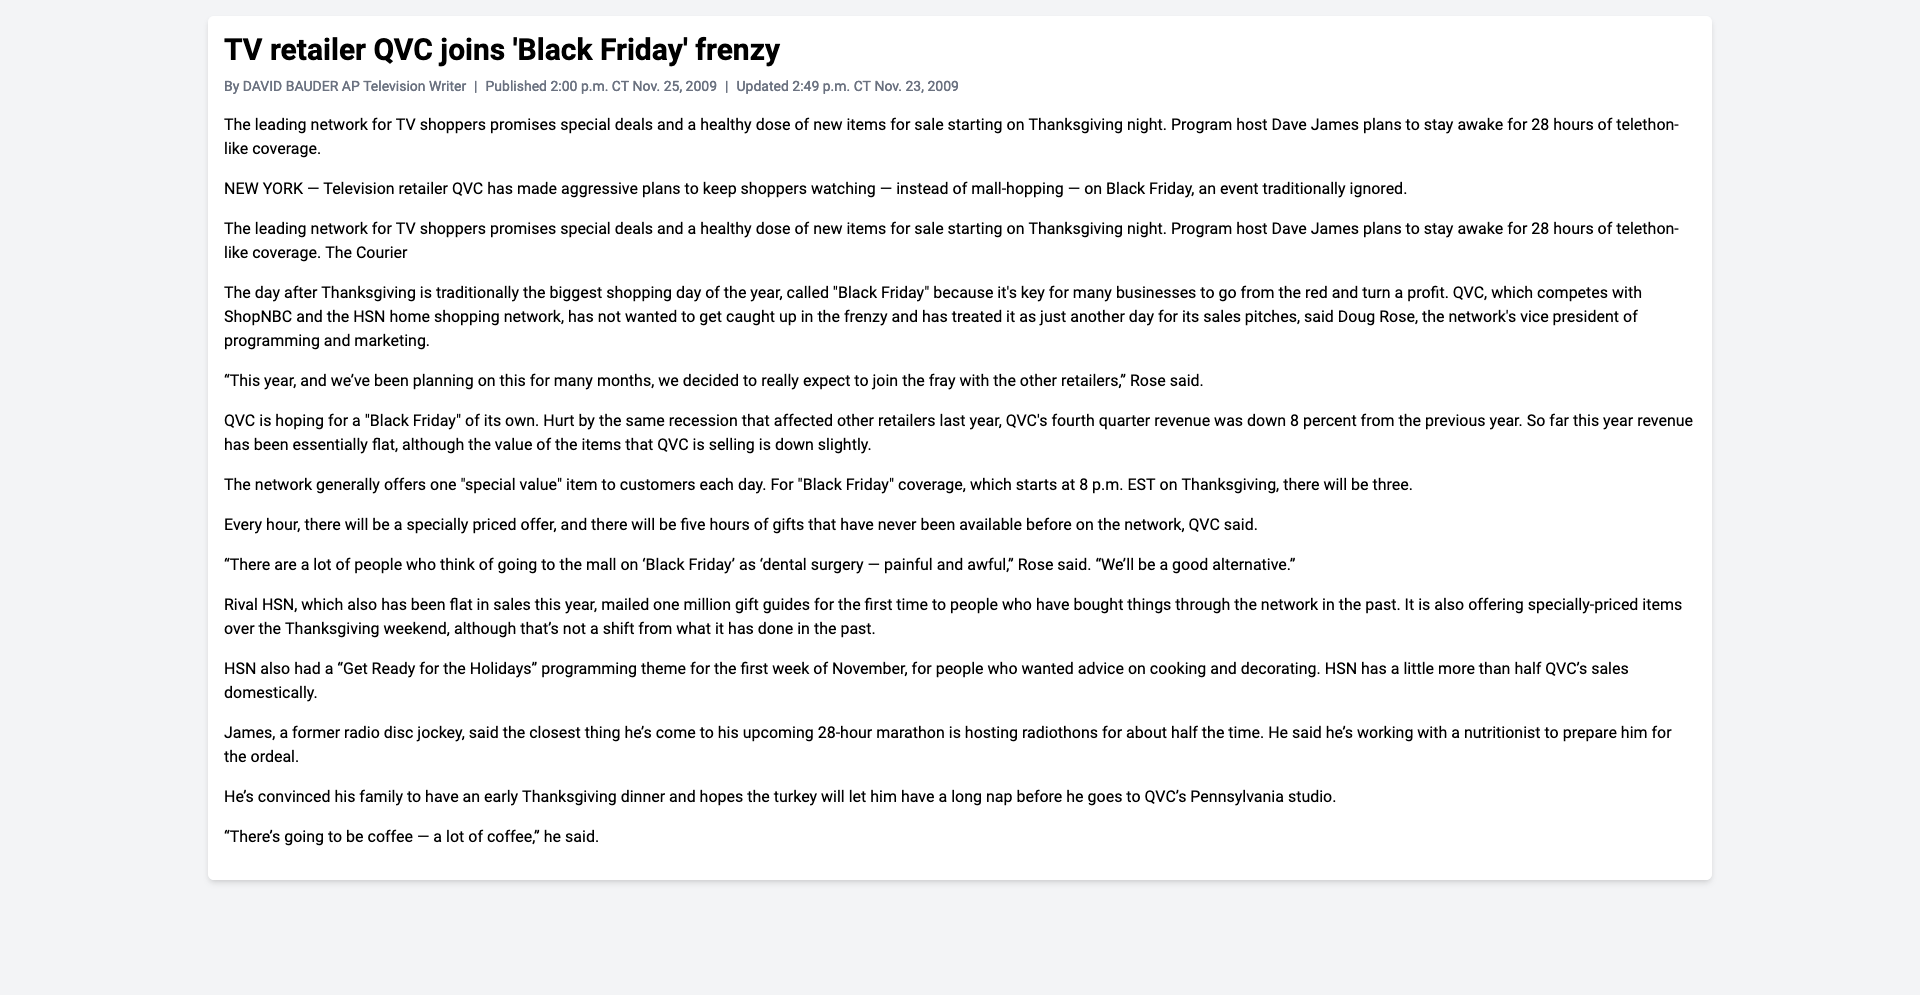 TV retailer QVC joins 'Black Friday' frenzy
By DAVID BAUDER AP Television Writer | Published 2:00 p.m. CT Nov. 25, 2009 | Updated 2:49 p.m. CT Nov. 23, 2009
The leading network for TV shoppers promises special deals and a healthy dose of new items for sale starting on Thanksgiving night. Program host Dave James plans to stay awake for 28 hours of telethon-
like coverage.
NEW YORK — Television retailer QVC has made aggressive plans to keep shoppers watching — instead of mall-hopping — on Black Friday, an event traditionally ignored.
The leading network for TV shoppers promises special deals and a healthy dose of new items for sale starting on Thanksgiving night. Program host Dave James plans to stay awake for 28 hours of telethon-
like coverage. The Courier
The day after Thanksgiving is traditionally the biggest shopping day of the year, called "Black Friday" because it's key for many businesses to go from the red and turn a profit. QVC, which competes with
ShopNBC and the HSN home shopping network, has not wanted to get caught up in the frenzy and has treated it as just another day for its sales pitches, said Doug Rose, the network's vice president of
programming and marketing.
“This year, and we’ve been planning on this for many months, we decided to really expect to join the fray with the other retailers,” Rose said.
QVC is hoping for a "Black Friday" of its own. Hurt by the same recession that affected other retailers last year, QVC's fourth quarter revenue was down 8 percent from the previous year. So far this year revenue
has been essentially flat, although the value of the items that QVC is selling is down slightly.
The network generally offers one "special value" item to customers each day. For "Black Friday" coverage, which starts at 8 p.m. EST on Thanksgiving, there will be three.
Every hour, there will be a specially priced offer, and there will be five hours of gifts that have never been available before on the network, QVC said.
“There are a lot of people who think of going to the mall on ‘Black Friday’ as ‘dental surgery — painful and awful,” Rose said. “We’ll be a good alternative.”
Rival HSN, which also has been flat in sales this year, mailed one million gift guides for the first time to people who have bought things through the network in the past. It is also offering specially-priced items
over the Thanksgiving weekend, although that’s not a shift from what it has done in the past.
HSN also had a “Get Ready for the Holidays” programming theme for the first week of November, for people who wanted advice on cooking and decorating. HSN has a little more than half QVC’s sales
domestically.
James, a former radio disc jockey, said the closest thing he’s come to his upcoming 28-hour marathon is hosting radiothons for about half the time. He said he’s working with a nutritionist to prepare him for
the ordeal.
He’s convinced his family to have an early Thanksgiving dinner and hopes the turkey will let him have a long nap before he goes to QVC’s Pennsylvania studio.
“There’s going to be coffee — a lot of coffee,” he said.